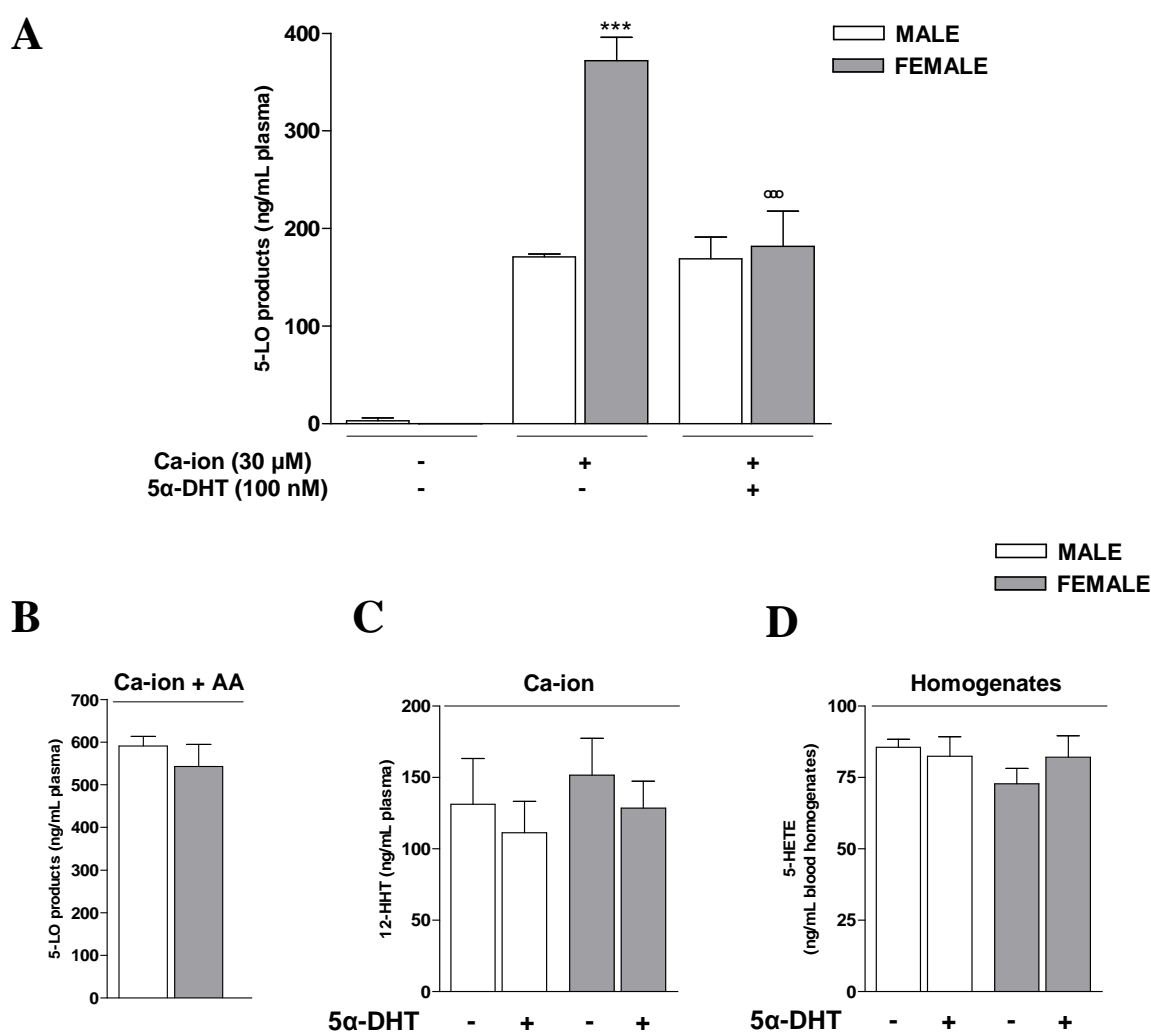 A
MALE
FEMALE
5-LO products (ng/mL plasma)
400
300
200
100
0
***
°°°
Ca-ion (30 µM) - + +
5α-DHT (100 nM) - - +
MALE
FEMALE
B
Ca-ion + AA
5-LO products (ng/mL plasma)
700
600
500
400
300
200
100
0
C
Ca-ion
12-HHT (ng/mL plasma)
200
150
100
50
0
5α-DHT - + - +
D
Homogenates
5-HETE
(ng/mL blood homogenates)
100
75
50
25
0
5α-DHT - + - +